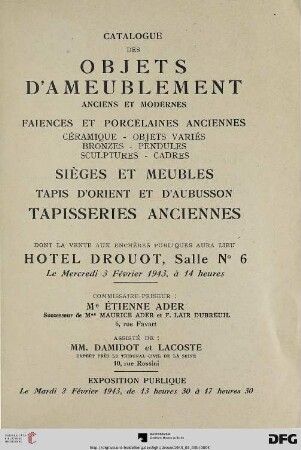 CATALOGUE
DES
OBJETS
D'AMEUBLEMENT
ANCIENS ET MODERNES
FAIENCES ET PORCELAINES ANCIENNES
CÉRAMIQUE - OBJETS VARIÉS
BRONZES - PENDULES
SCULPTURES - CADRES
SIÈGES ET MEUBLES
TAPIS D'ORIENT ET D'AUBUSSON
TAPISSERIES ANCIENNES
DONT LA VENTE AUX ENCHÈRES PUBLIQUES AURA LIEU
HOTEL DROUOT, Salle N° 6
Le Mercredi 3 Février 1943, à 14 heures
COMMISSAIRE-PRISEUR :
Me ÉTIENNE ADER
Successeur de Mes MAURICE ADER et F. LAIR DUBREUIL
6, rue Favart
ASSISTÉ DE :
MM. DAMIDOT et LACOSTE
EXPERT PRÈS LE TRIBUNAL CIVIL DE LA SEINE
10, rue Rossini
EXPOSITION PUBLIQUE
Le Mardi 2 Février 1943, de 13 heures 30 à 17 heures 30
DFG